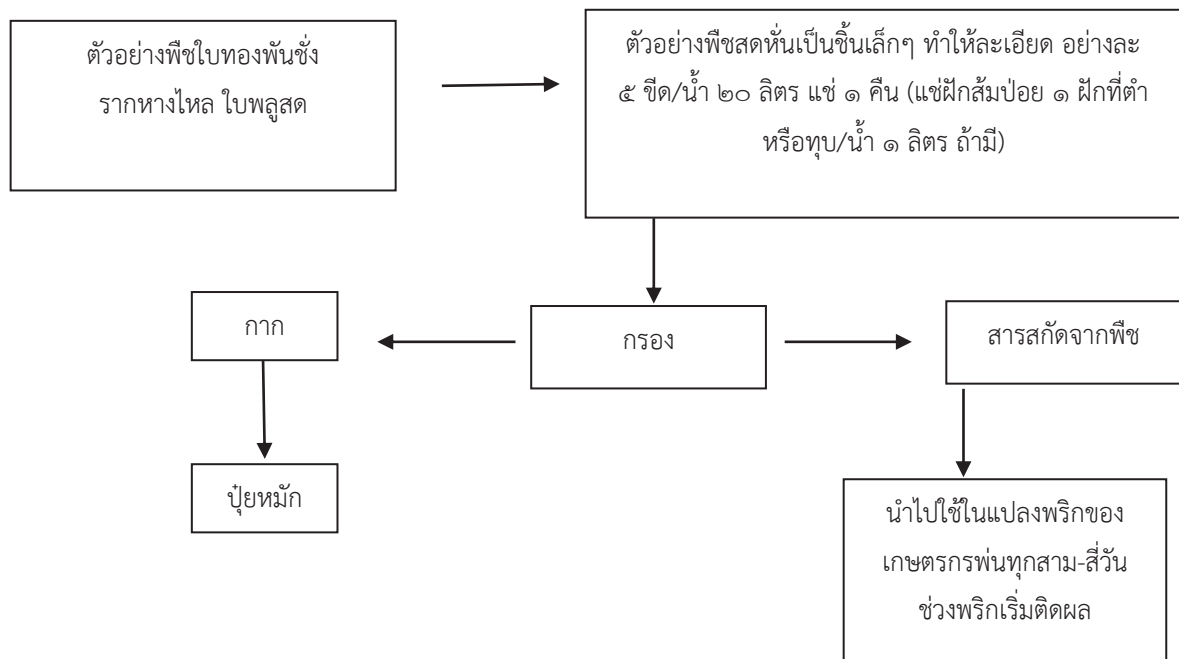 ตัวอย่างพืชใบทองพันชั่ง
รากหางไหล ใบพลูสด
ตัวอย่างพืชสดหั่นเป็นชิ้นเล็กๆ ทำให้ละเอียด อย่างละ
๕ ขีด/น้ำ ๒๐ ลิตร แช่ ๑ คืน (แช่ฝักส้มป่อย ๑ ฝักที่ตำ
หรือทุบ/น้ำ ๑ ลิตร ถ้ามี)
กาก
กรอง
สารสกัดจากพืช
ปุ๋ยหมัก
นำไปใช้ในแปลงพริกของ
เกษตรกรพ่นทุกสาม-สี่วัน
ช่วงพริกเริ่มติดผล